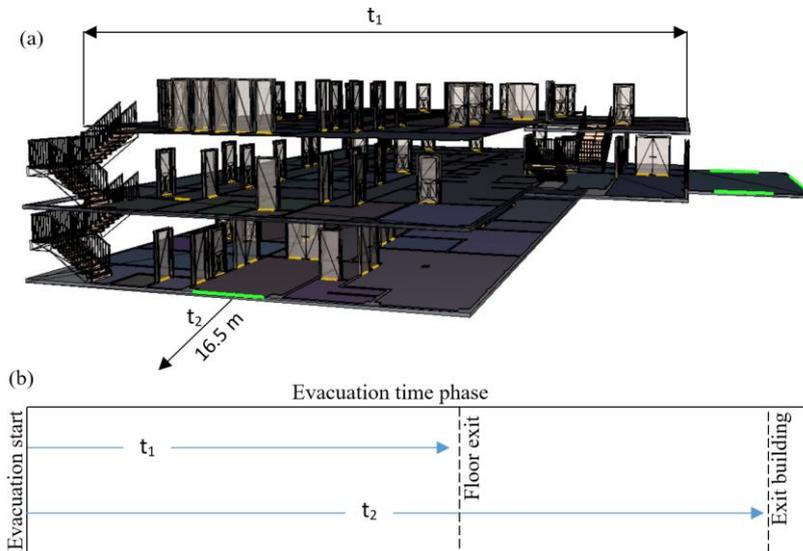 (a)
t₁
t₂
16.5 m
(b)
Evacuation time phase
Evacuation start
t₁
Floor exit
t₂
Exit building